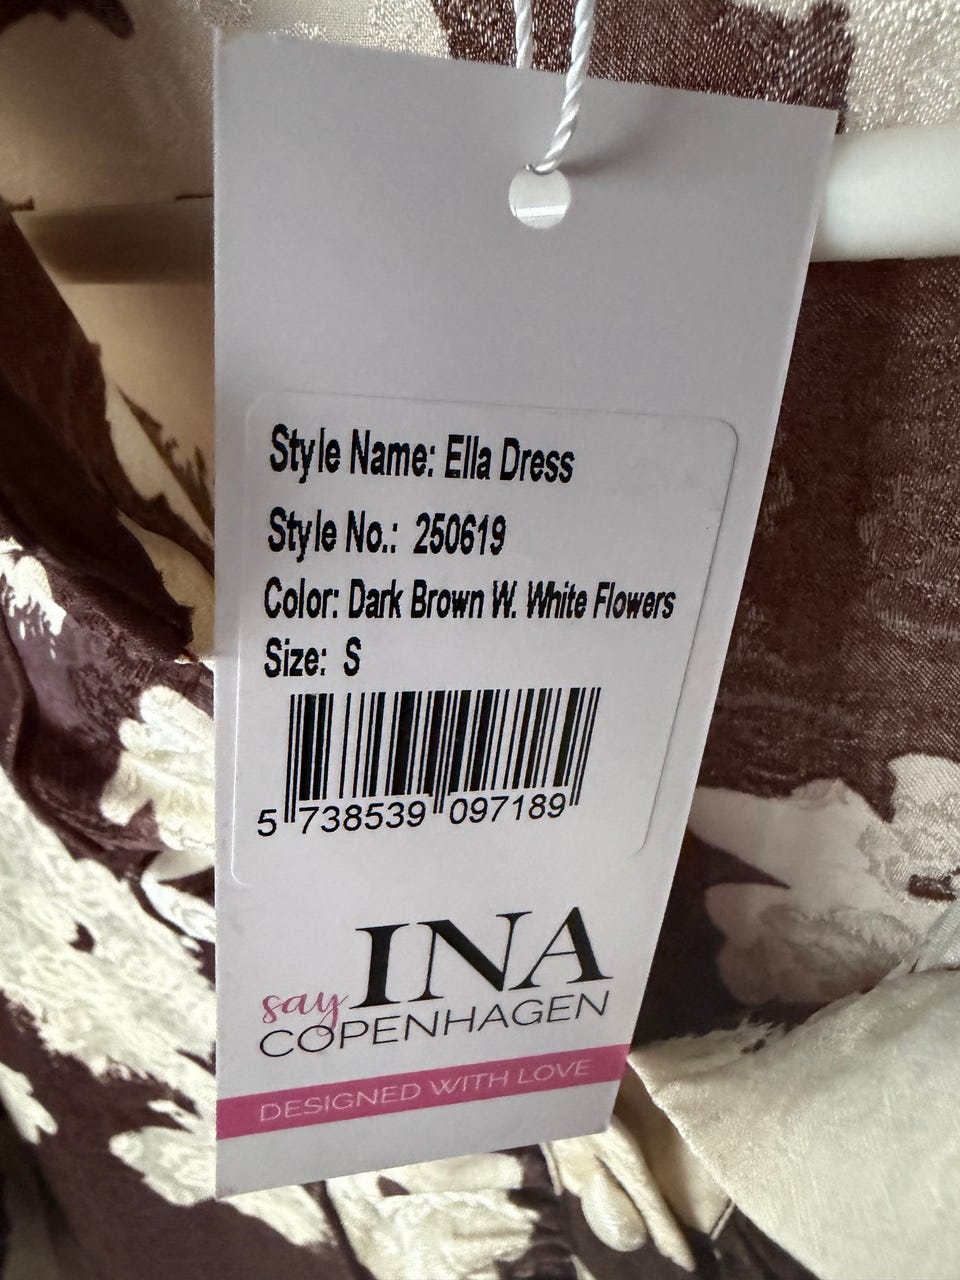 Style Name: Ella Dress
Style No.: 250619
Color: Dark Brown W. White Flowers
Size: S
5 738539 097189
say INA
COPENHAGEN
DESIGNED WITH LOVE